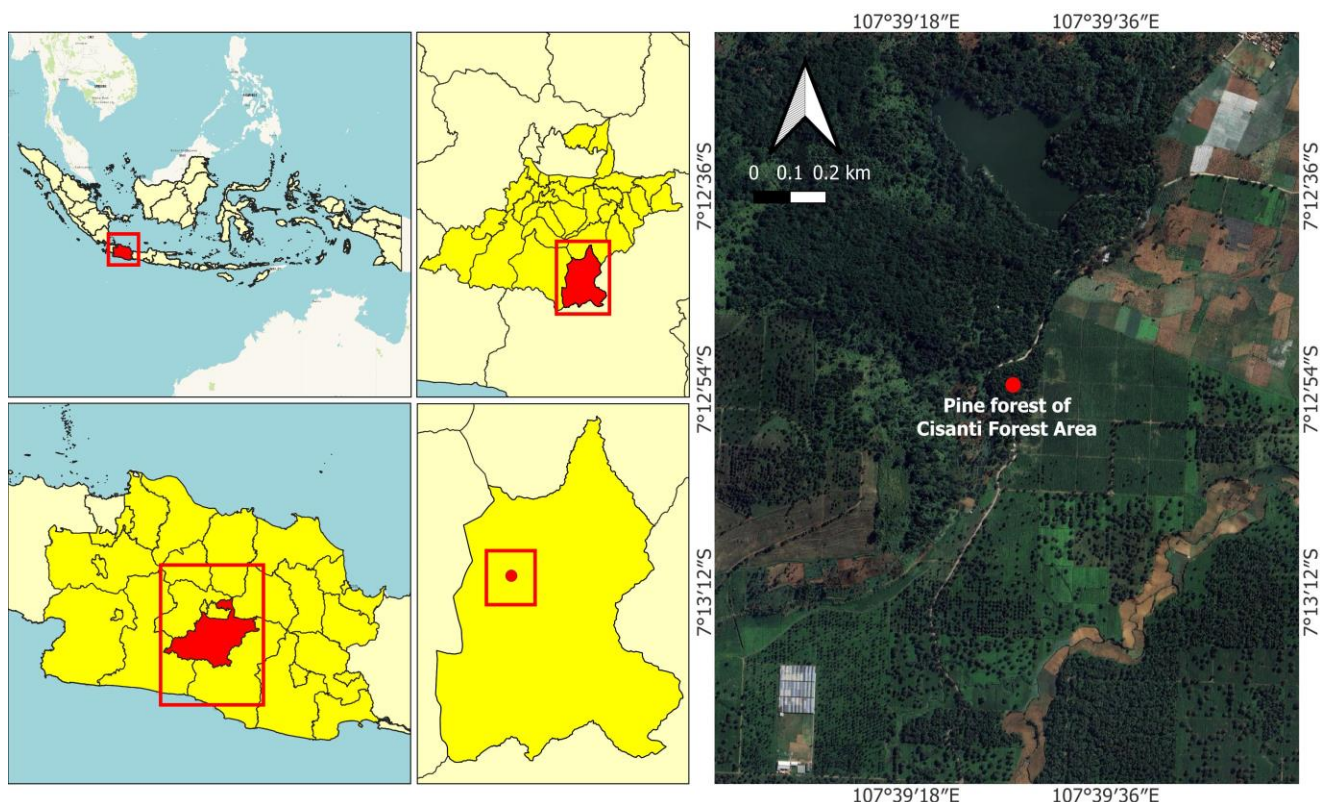 107°39′18″E 107°39′36″E
0 0.1 0.2 km
7°12′36″S 7°12′36″S
Pine forest of
Cisanti Forest Area
7°12′54″S 7°12′54″S
7°13′12″S 7°13′12″S
107°39′18″E 107°39′36″E